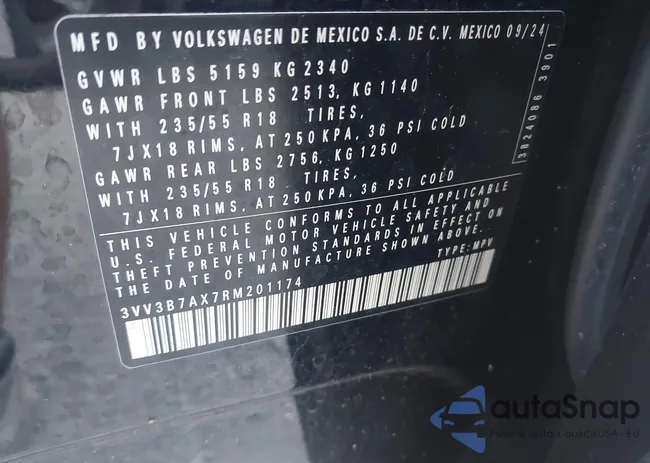 MFD BY VOLKSWAGEN DE MEXICO S.A. DE C.V. MEXICO 09/24
GVWR LBS 5159 KG 2340
GAWR FRONT LBS 2513, KG 1140
WITH 235/55 R18 TIRES,
7JX18 RIMS, AT 250 KPA, 36 PSI COLD
GAWR REAR LBS 2756, KG 1250
WITH 235/55 R18 TIRES,
7JX18 RIMS, AT 250 KPA, 36 PSI COLD
THIS VEHICLE CONFORMS TO ALL APPLICABLE
U.S. FEDERAL MOTOR VEHICLE SAFETY AND
THEFT PREVENTION STANDARDS IN EFFECT ON
THE DATE OF MANUFACTURE SHOWN ABOVE.
TYPE: MPV
3VV3B7AX7RM201174
3824086 3901
autaSnap